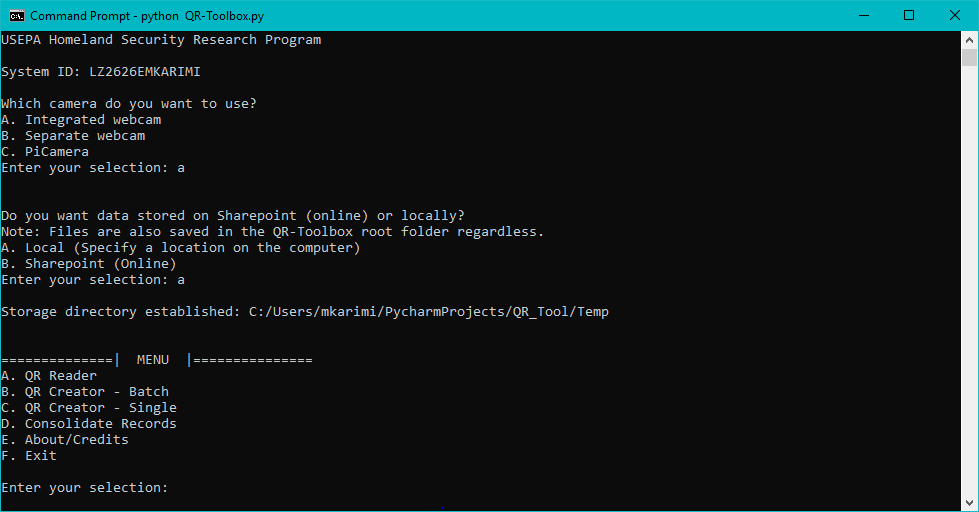 Command Prompt - python QR-Toolbox.py
USEPA Homeland Security Research Program
System ID: LZ2626EMKARIMI
Which camera do you want to use?
A. Integrated webcam
B. Separate webcam
C. PiCamera
Enter your selection: a
Do you want data stored on Sharepoint (online) or locally?
Note: Files are also saved in the QR-Toolbox root folder regardless.
A. Local (Specify a location on the computer)
B. Sharepoint (Online)
Enter your selection: a
Storage directory established: C:/Users/mkarimi/PycharmProjects/QR_Tool/Temp
==============|  MENU  |===============
A. QR Reader
B. QR Creator - Batch
C. QR Creator - Single
D. Consolidate Records
E. About/Credits
F. Exit
Enter your selection: